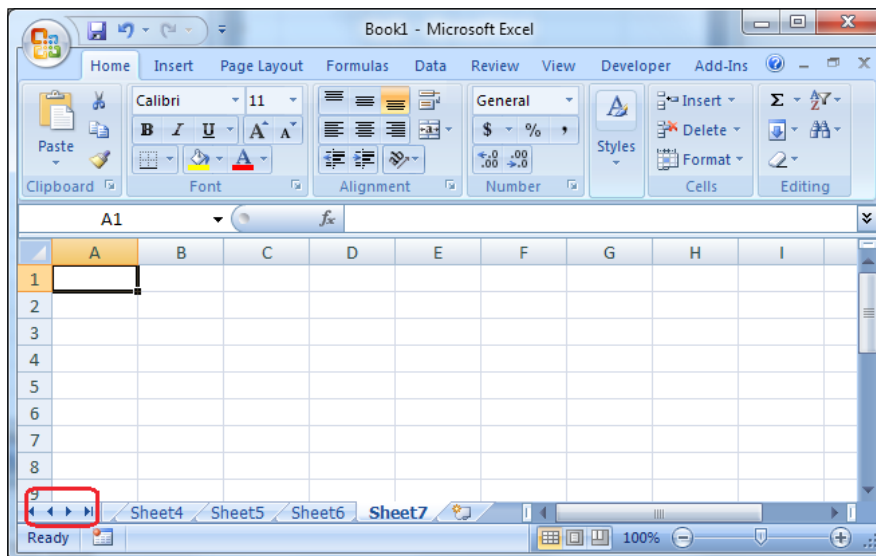 Book1 - Microsoft Excel
Home Insert Page Layout Formulas Data Review View Developer Add-Ins
Calibri 11 General Insert Σ
B I U A A $ % , Delete
Paste A .00 .00 Styles Format
Clipboard Font Alignment Number Cells Editing
A1 fx
A B C D E F G H I
1
2
3
4
5
6
7
8
9
Sheet4 Sheet5 Sheet6 Sheet7
Ready 100%